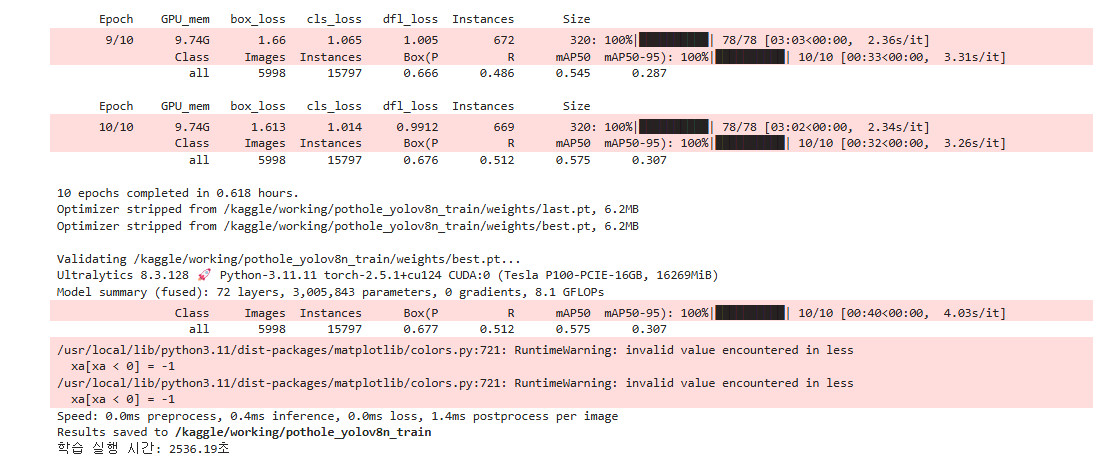 Epoch GPU_mem box_loss cls_loss dfl_loss Instances Size
9/10 9.74G 1.66 1.065 1.005 672 320: 100%|██████████| 78/78 [03:03<00:00, 2.36s/it]
Class Images Instances Box(P R mAP50 mAP50-95): 100%|██████████| 10/10 [00:33<00:00, 3.31s/it]
all 5998 15797 0.666 0.486 0.545 0.287
Epoch GPU_mem box_loss cls_loss dfl_loss Instances Size
10/10 9.74G 1.613 1.014 0.9912 669 320: 100%|██████████| 78/78 [03:02<00:00, 2.34s/it]
Class Images Instances Box(P R mAP50 mAP50-95): 100%|██████████| 10/10 [00:32<00:00, 3.26s/it]
all 5998 15797 0.676 0.512 0.575 0.307
10 epochs completed in 0.618 hours.
Optimizer stripped from /kaggle/working/pothole_yolov8n_train/weights/last.pt, 6.2MB
Optimizer stripped from /kaggle/working/pothole_yolov8n_train/weights/best.pt, 6.2MB
Validating /kaggle/working/pothole_yolov8n_train/weights/best.pt...
Ultralytics 8.3.128 🚀 Python-3.11.11 torch-2.5.1+cu124 CUDA:0 (Tesla P100-PCIE-16GB, 16269MiB)
Model summary (fused): 72 layers, 3,005,843 parameters, 0 gradients, 8.1 GFLOPs
Class Images Instances Box(P R mAP50 mAP50-95): 100%|██████████| 10/10 [00:40<00:00, 4.03s/it]
all 5998 15797 0.677 0.512 0.575 0.307
/usr/local/lib/python3.11/dist-packages/matplotlib/colors.py:721: RuntimeWarning: invalid value encountered in less
xa[xa < 0] = -1
/usr/local/lib/python3.11/dist-packages/matplotlib/colors.py:721: RuntimeWarning: invalid value encountered in less
xa[xa < 0] = -1
Speed: 0.0ms preprocess, 0.4ms inference, 0.0ms loss, 1.4ms postprocess per image
Results saved to /kaggle/working/pothole_yolov8n_train
학습 실행 시간: 2536.19초